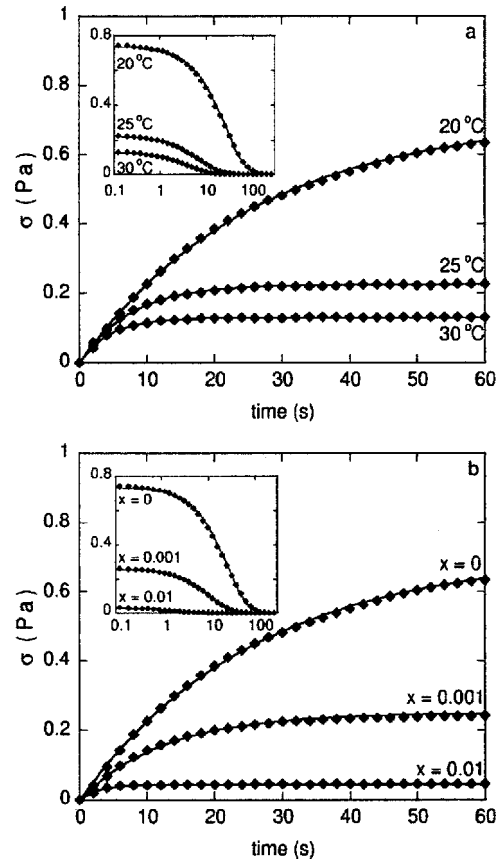 a
1
0.8
0.6
0.4
0.2
0
σ (Pa)
0.8
0.4
0
20 °C
25 °C
30 °C
0.1 1 10 100
20 °C
25 °C
30 °C
0 10 20 30 40 50 60
time (s)
b
1
0.8
0.6
0.4
0.2
0
σ (Pa)
0.8
0.4
0
x = 0
x = 0.001
x = 0.01
0.1 1 10 100
x = 0
x = 0.001
x = 0.01
0 10 20 30 40 50 60
time (s)